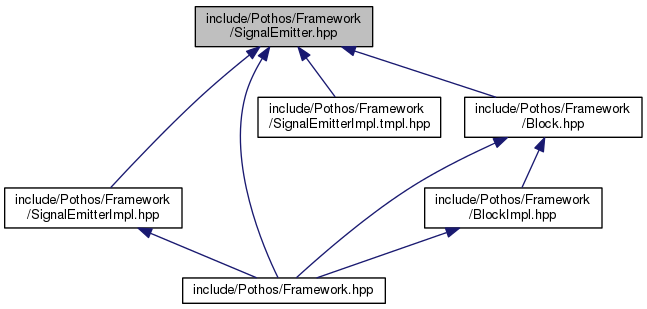 include/Pothos/Framework
/SignalEmitter.hpp
include/Pothos/Framework
/SignalEmitterImpl.tmpl.hpp
include/Pothos/Framework
/Block.hpp
include/Pothos/Framework
/SignalEmitterImpl.hpp
include/Pothos/Framework
/BlockImpl.hpp
include/Pothos/Framework.hpp